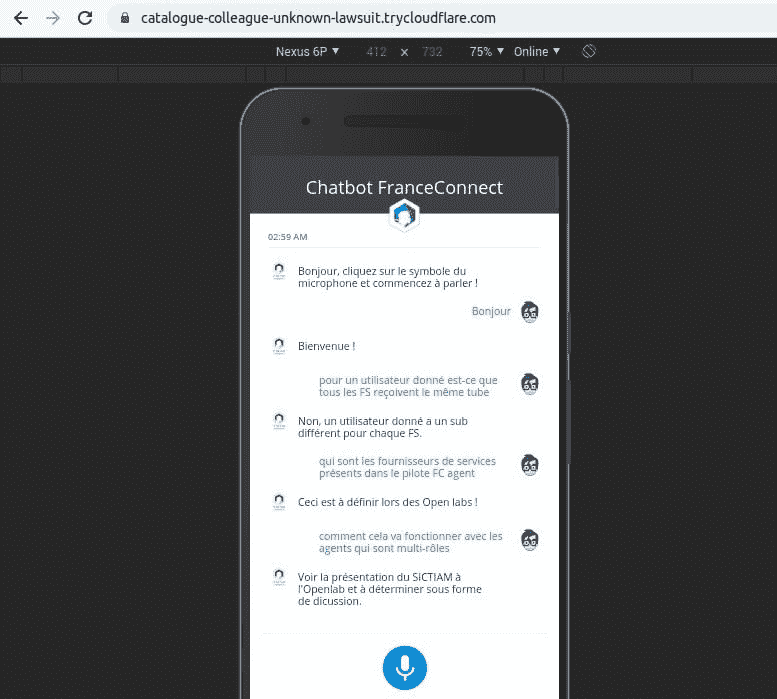 catalogue-colleague-unknown-lawsuit.trycloudflare.com
Nexus 6P ▼ 412 × 732 75% ▼ Online ▼
Chatbot FranceConnect
02:59 AM
Bonjour, cliquez sur le symbole du
microphone et commencez à parler !
Bonjour
Bienvenue !
pour un utilisateur donné est-ce que
tous les FS reçoivent le même tube
Non, un utilisateur donné a un sub
différent pour chaque FS.
qui sont les fournisseurs de services
présents dans le pilote FC agent
Ceci est à définir lors des Open labs !
comment cela va fonctionner avec les
agents qui sont multi-rôles
Voir la présentation du SICTIAM à
l'Openlab et à déterminer sous forme
de dicussion.